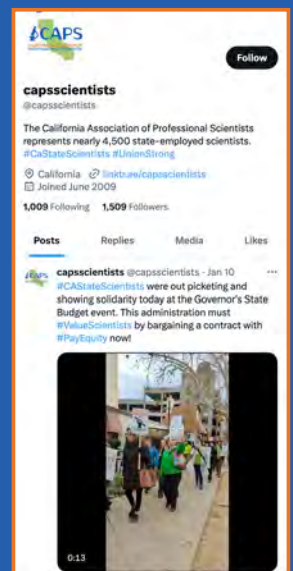 CAPS
Follow
capsscientists
@capsscientists
The California Association of Professional Scientists
represents nearly 4,500 state-employed scientists.
#CaStateScientists #UnionStrong
California linktr.ee/capsscientists
Joined June 2009
1,009 Following 1,509 Followers
Posts Replies Media Likes
CAPS capsscientists @capsscientists · Jan 10 ...
#CAStateScientists were out picketing and
showing solidarity today at the Governor's State
Budget event. This administration must
#ValueScientists by bargaining a contract with
#PayEquity now!
0:13